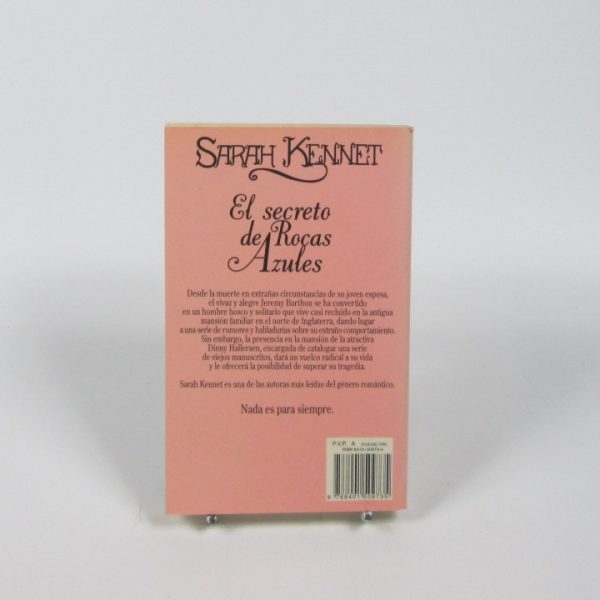 SARAH KENNET
El secreto
de Rocas
Azules
Desde la muerte en extrañas circunstancias de su joven esposa,
el vivaz y alegre Jeremy Barthon se ha convertido
en un hombre hosco y solitario que vive casi recluido en la antigua
mansión familiar en el norte de Inglaterra, dando lugar
a una serie de rumores y habladurías sobre su extraño comportamiento.
Sin embargo, la presencia en la mansión de la atractiva
Dinny Hallersen, encargada de catalogar una serie
de viejos manuscritos, dará un vuelco radical a su vida
y le ofrecerá la posibilidad de superar su tragedia.
Sarah Kennet es una de las autoras más leídas del género romántico.
Nada es para siempre.
P.V.P. A
ISBN